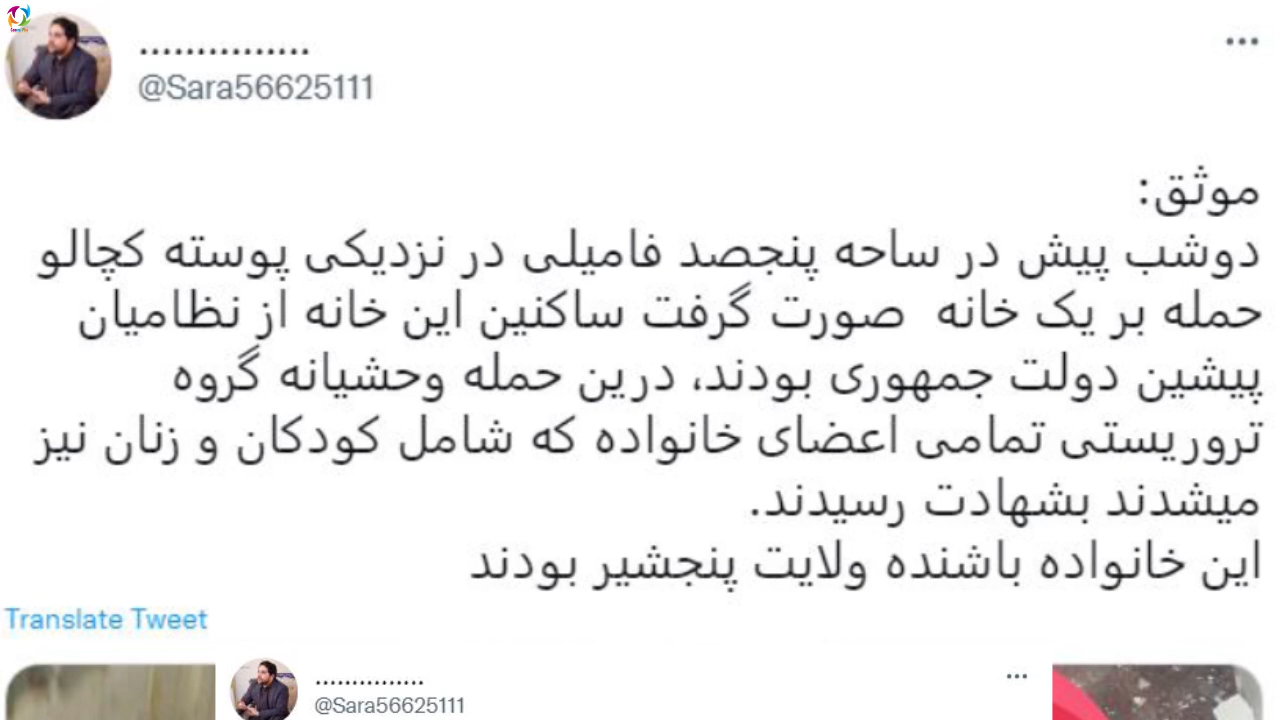 ...............
@Sara56625111
موثق:
دوشب پیش در ساحه پنجصد فامیلی در نزدیکی پوسته کچالو
حمله بر یک خانه صورت گرفت ساکنین این خانه از نظامیان
پیشین دولت جمهوری بودند، درین حمله وحشیانه گروه
تروریستی تمامی اعضای خانواده که شامل کودکان و زنان نیز
میشدند بشهادت رسیدند.
این خانواده باشنده ولایت پنجشیر بودند
Translate Tweet
...............
@Sara56625111